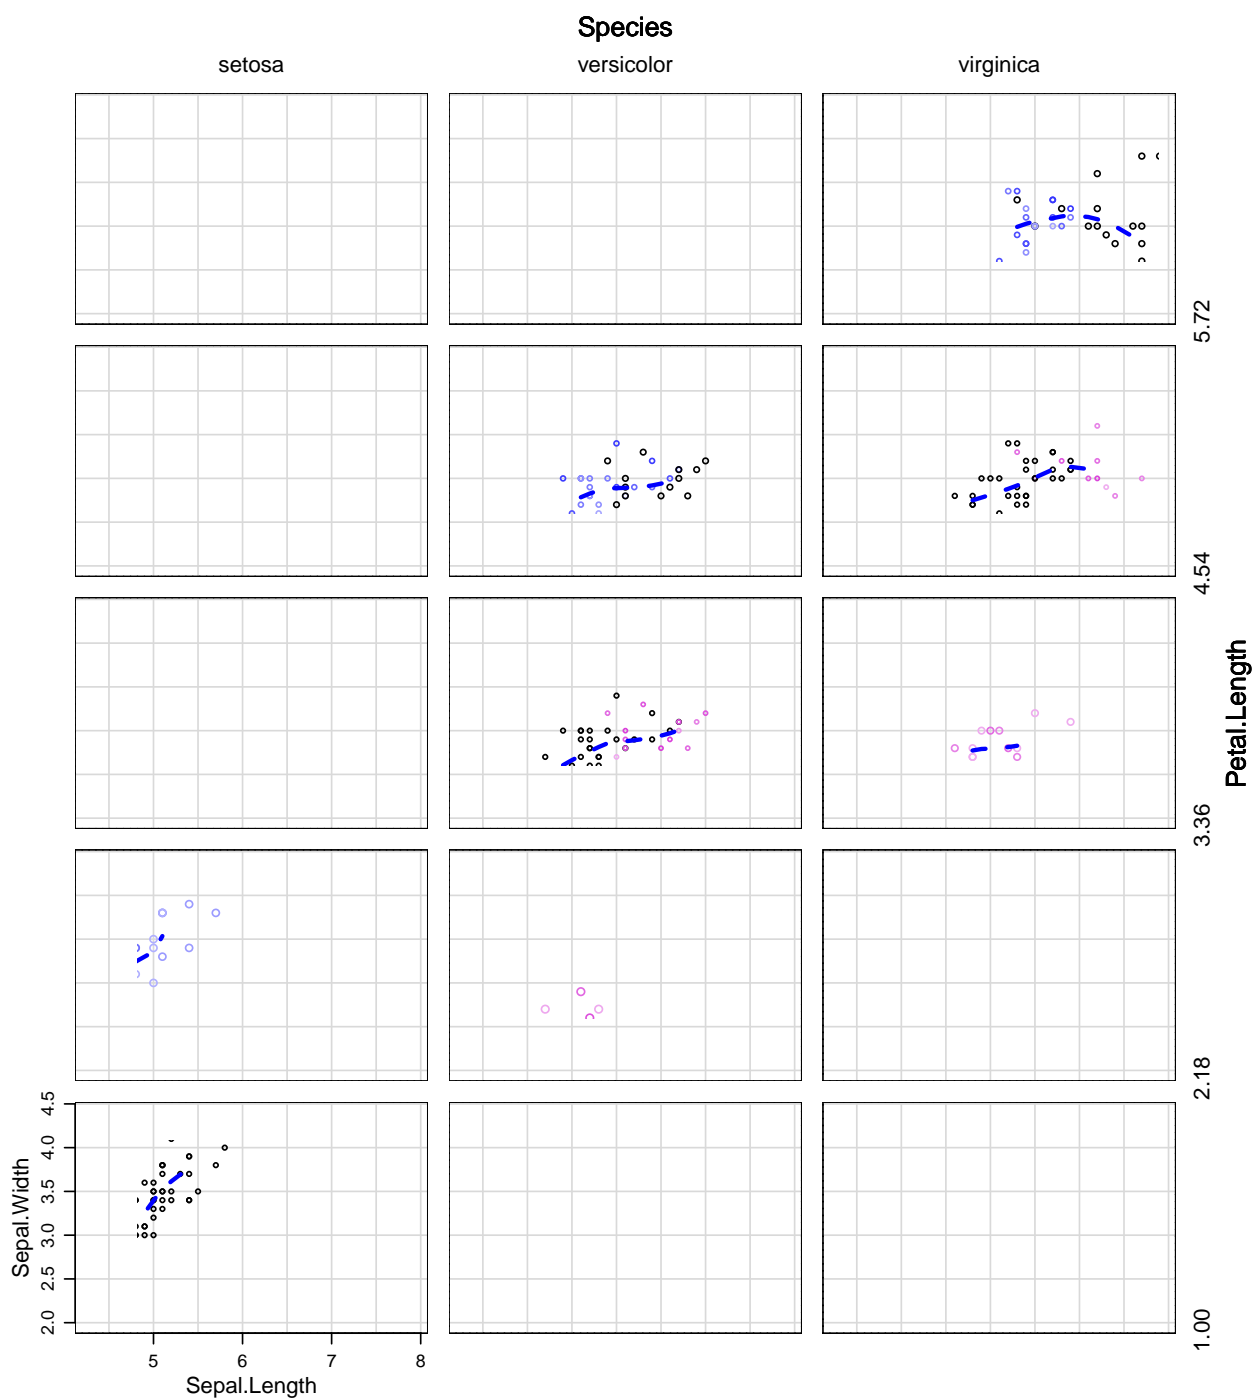 Species
setosa versicolor virginica
5.72
4.54
3.36
2.18
1.00
Petal.Length
4.5
4.0
3.5
3.0
2.5
2.0
Sepal.Width
5 6 7 8
Sepal.Length